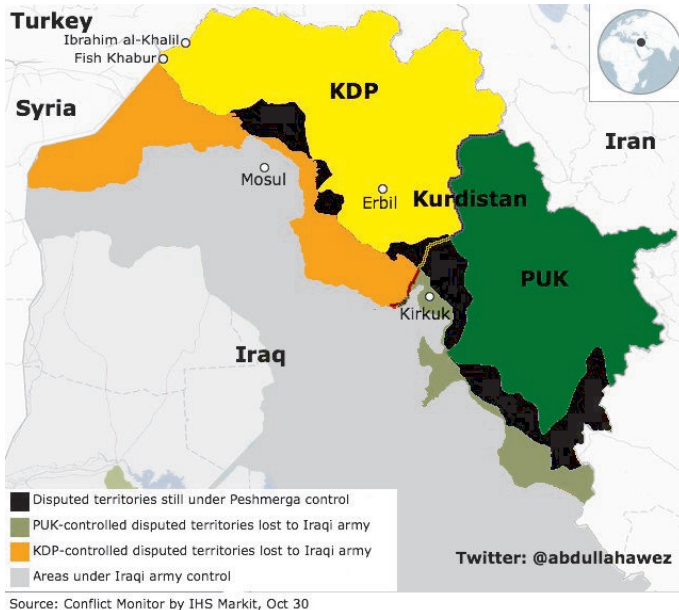 Turkey
Ibrahim al-Khalil
Fish Khabur
KDP
Syria
Iran
Mosul
Erbil
Kurdistan
PUK
Kirkuk
Iraq
Disputed territories still under Peshmerga control
PUK-controlled disputed territories lost to Iraqi army
KDP-controlled disputed territories lost to Iraqi army
Areas under Iraqi army control
Twitter: @abdullahawez
Source: Conflict Monitor by IHS Markit, Oct 30